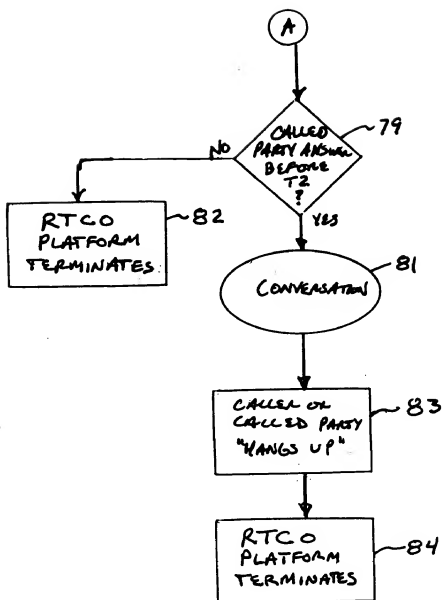 A
79
CALLED
PARTY ANSWER
BEFORE
T2
?
NO
YES
RTCO
PLATFORM
TERMINATES
82
81
CONVERSATION
CALLER OR
CALLED PARTY
"HANGS UP"
83
RTCO
PLATFORM
TERMINATES
84